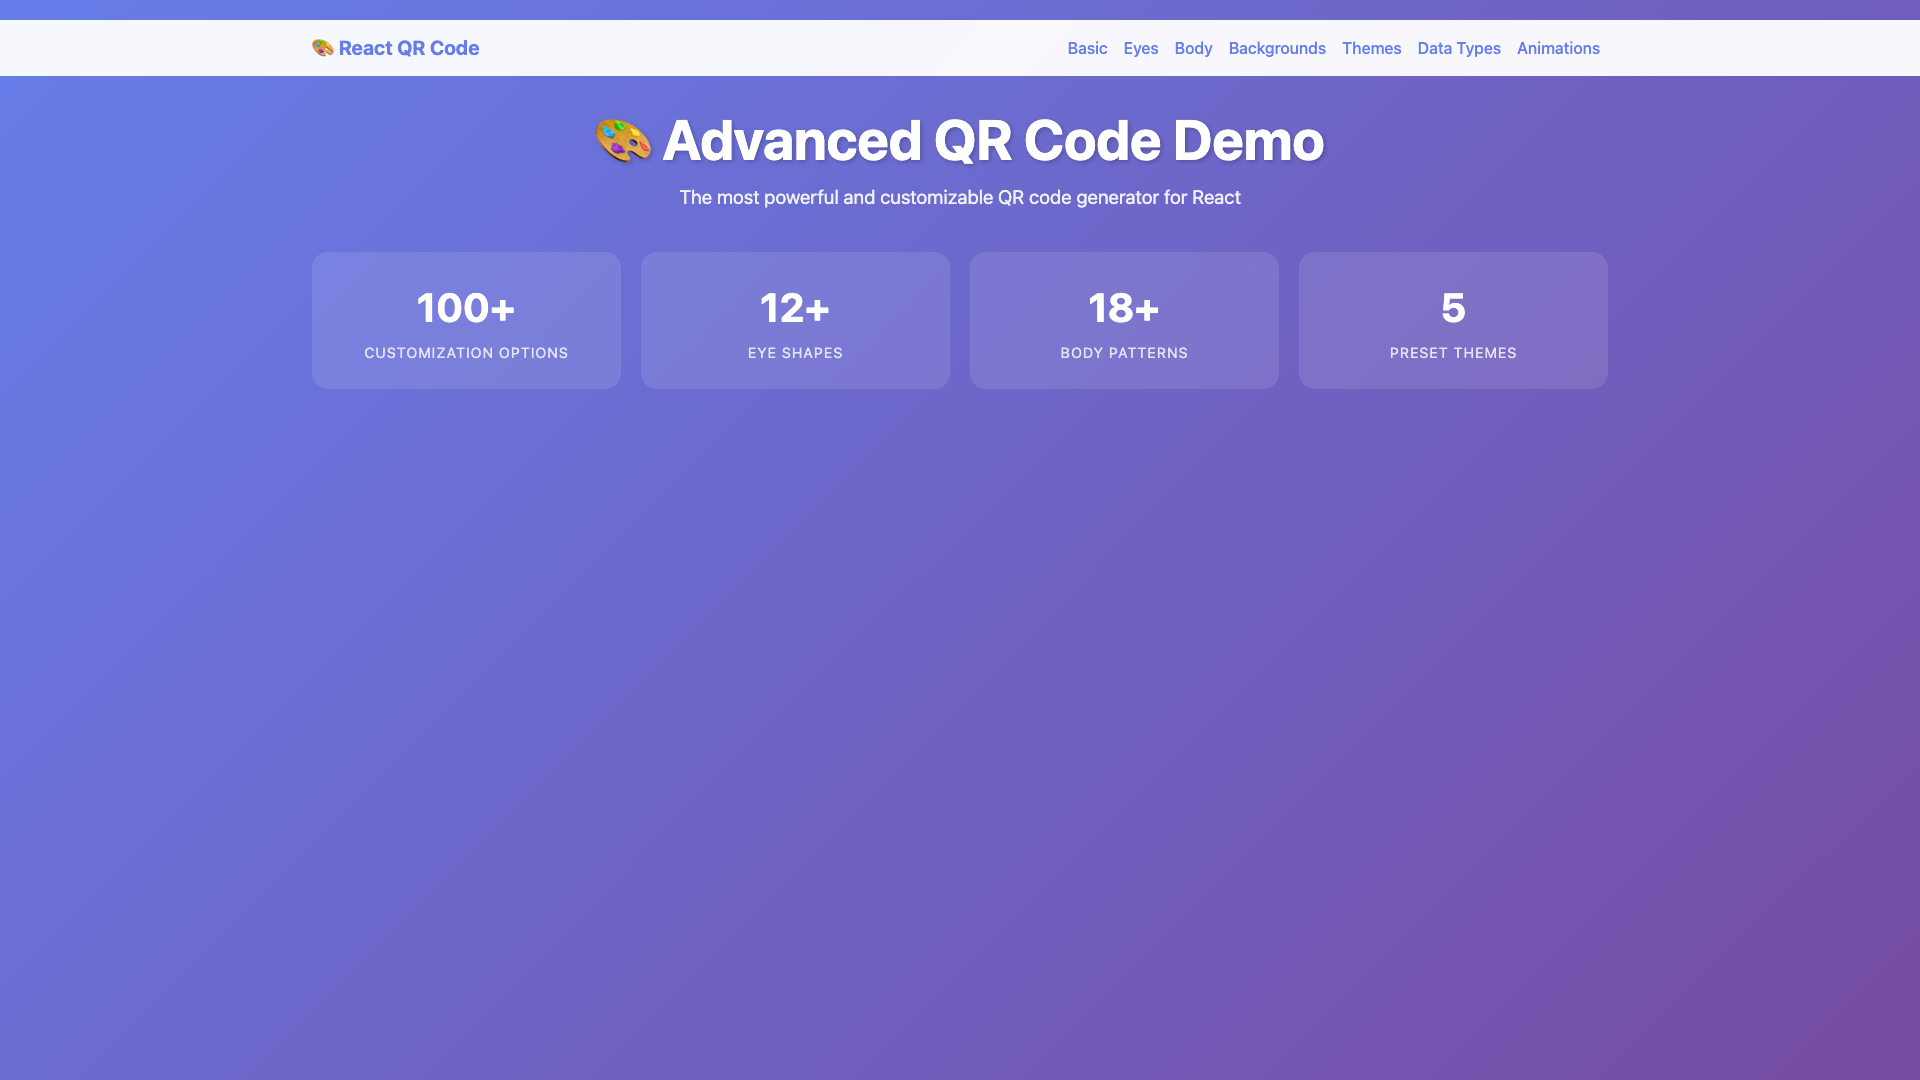 🎨 React QR Code
Basic Eyes Body Backgrounds Themes Data Types Animations
🎨 Advanced QR Code Demo
The most powerful and customizable QR code generator for React
100+
CUSTOMIZATION OPTIONS
12+
EYE SHAPES
18+
BODY PATTERNS
5
PRESET THEMES